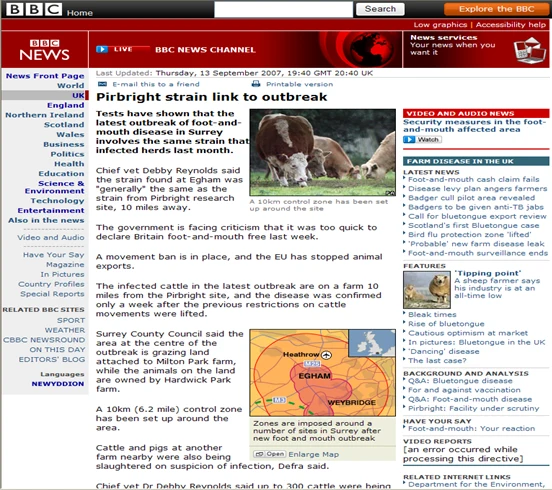 BBC Home
Search
Explore the BBC
Low graphics | Accessibility help
BBC NEWS
LIVE BBC NEWS CHANNEL
News services
Your news when you want it
Last Updated: Thursday, 13 September 2007, 19:40 GMT 20:40 UK
E-mail this to a friend
Printable version
News Front Page
World
UK
England
Northern Ireland
Scotland
Wales
Business
Politics
Health
Education
Science & Environment
Technology
Entertainment
Also in the news
Video and Audio
Have Your Say
Magazine
In Pictures
Country Profiles
Special Reports
RELATED BBC SITES
SPORT
WEATHER
CBBC NEWSROUND
ON THIS DAY
EDITORS' BLOG
Languages
NEWYDDION
Pirbright strain link to outbreak
Tests have shown that the
latest outbreak of foot-and-
mouth disease in Surrey
involves the same strain that
infected herds last month.
Chief vet Debby Reynolds said
the strain found at Egham was
"generally" the same as the
strain from Pirbright research
site, 10 miles away.
A 10km control zone has been set
up around the site
The government is facing criticism that it was too quick to
declare Britain foot-and-mouth free last week.
A movement ban is in place, and the EU has stopped animal
exports.
The infected cattle in the latest outbreak are on a farm 10
miles from the Pirbright site, and the disease was confirmed
only a week after the previous restrictions on cattle
movements were lifted.
Surrey County Council said the
area at the centre of the
outbreak is grazing land
attached to Milton Park farm,
while the animals on the land
are owned by Hardwick Park
farm.
A 10km (6.2 mile) control zone
has been set up around the
area.
Cattle and pigs at another
farm nearby were also being
slaughtered on suspicion of infection, Defra said.
Chief vet Dr Debby Reynolds said up to 300 cattle were being
Heathrow
M25
EGHAM
M3
WEYBRIDGE
Zones are imposed around a
number of sites in Surrey after
new foot and mouth outbreak
Open Enlarge Map
VIDEO AND AUDIO NEWS
Security measures in the foot-
and-mouth affected area
Watch
FARM DISEASE IN THE UK
LATEST NEWS
Foot-and-mouth cash claim fails
Disease levy plan angers farmers
Badger cull pilot area revealed
Badgers to be given anti-TB jabs
Call for bluetongue export review
Scotland's first Bluetongue case
Bird flu protection zone 'lifted'
'Probable' new farm disease leak
Foot-and-mouth surveillance ends
FEATURES
'Tipping point'
A sheep farmer says
his industry is at an
all-time low
Bleak times
Rise of bluetongue
Cautious optimism at market
In pictures: Bluetongue in the UK
'Dancing' disease
The last case?
BACKGROUND AND ANALYSIS
Q&A: Bluetongue disease
For and against vaccination
Q&A: Foot-and-mouth disease
Pirbright: Facility under scrutiny
HAVE YOUR SAY
Foot-and-mouth: Your reaction
VIDEO REPORTS
[an error occurred while
processing this directive]
RELATED INTERNET LINKS
Department for the Environment,